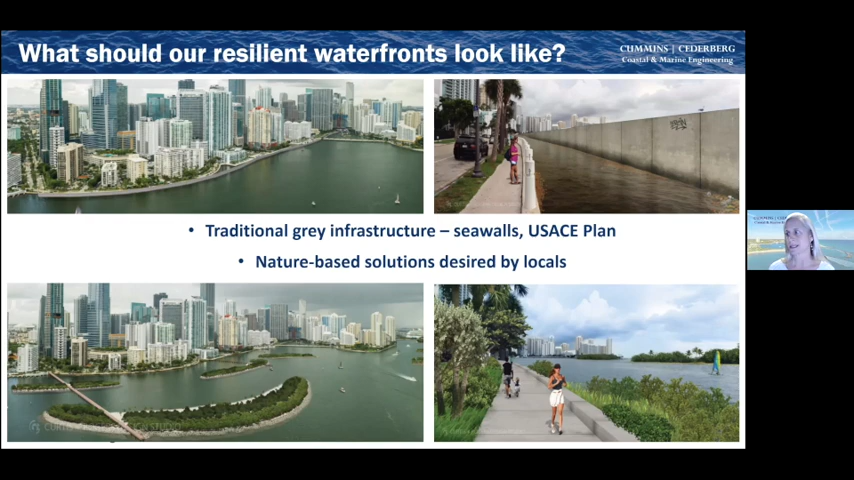 What should our resilient waterfronts look like?
CUMMINS | CEDERBERG
Coastal & Marine Engineering
• Traditional grey infrastructure – seawalls, USACE Plan
• Nature-based solutions desired by locals